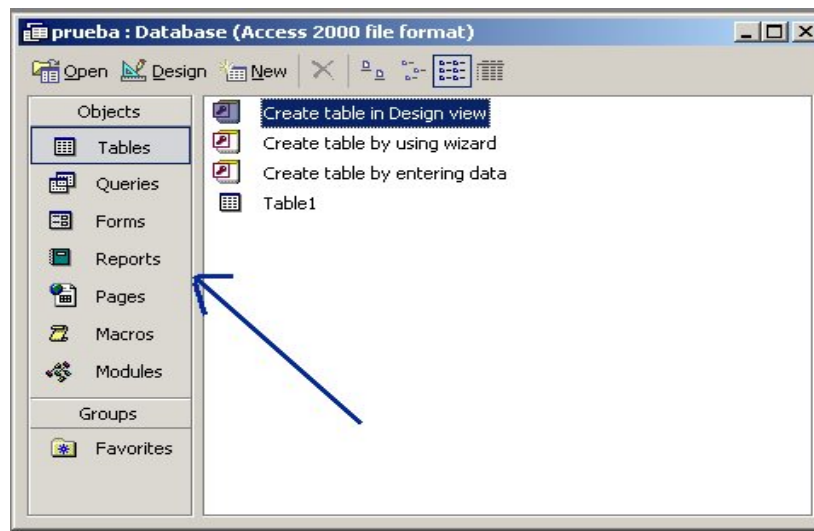 prueba : Database (Access 2000 file format)
Open Design New
Objects
Tables
Queries
Forms
Reports
Pages
Macros
Modules
Groups
Favorites
Create table in Design view
Create table by using wizard
Create table by entering data
Table1